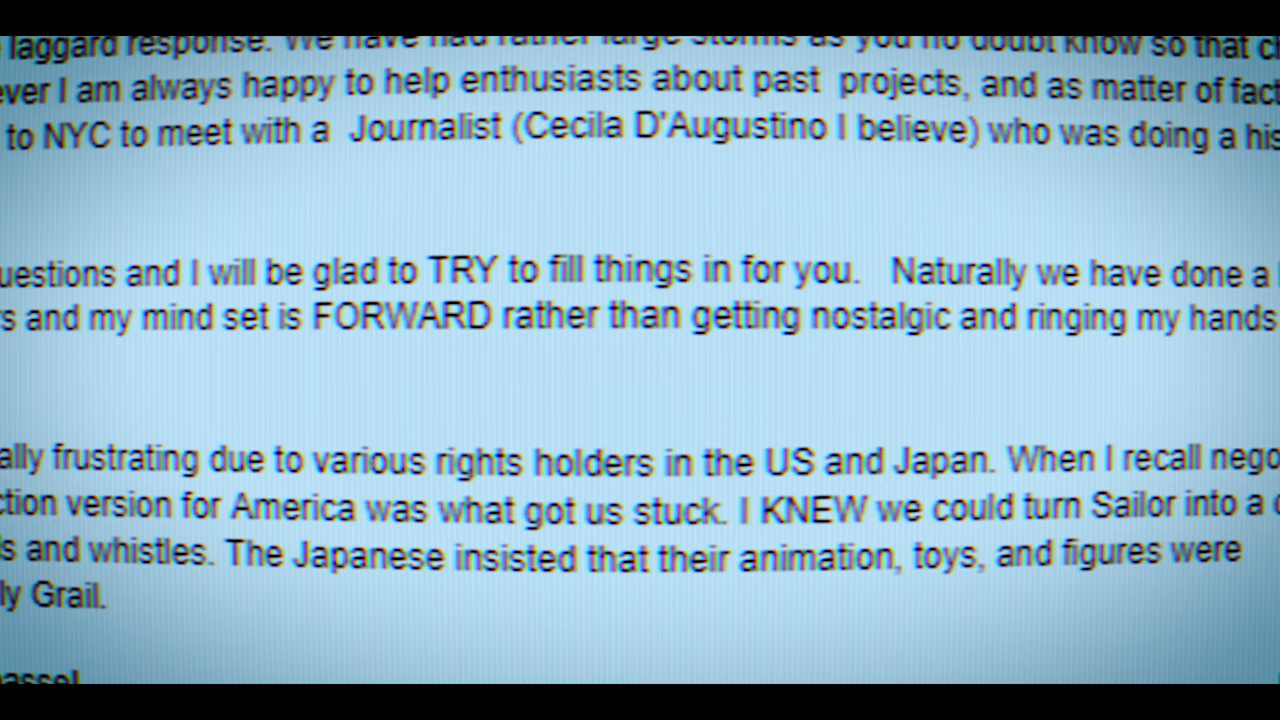 laggard response. We have had rather large storms as you no doubt know so that
ever I am always happy to help enthusiasts about past projects, and as matter of fact
to NYC to meet with a Journalist (Cecila D'Augustino I believe) who was doing a his
uestions and I will be glad to TRY to fill things in for you. Naturally we have done a
s and my mind set is FORWARD rather than getting nostalgic and ringing my hands
ally frustrating due to various rights holders in the US and Japan. When I recall nego
ction version for America was what got us stuck. I KNEW we could turn Sailor into a
s and whistles. The Japanese insisted that their animation, toys, and figures were
ly Grail.